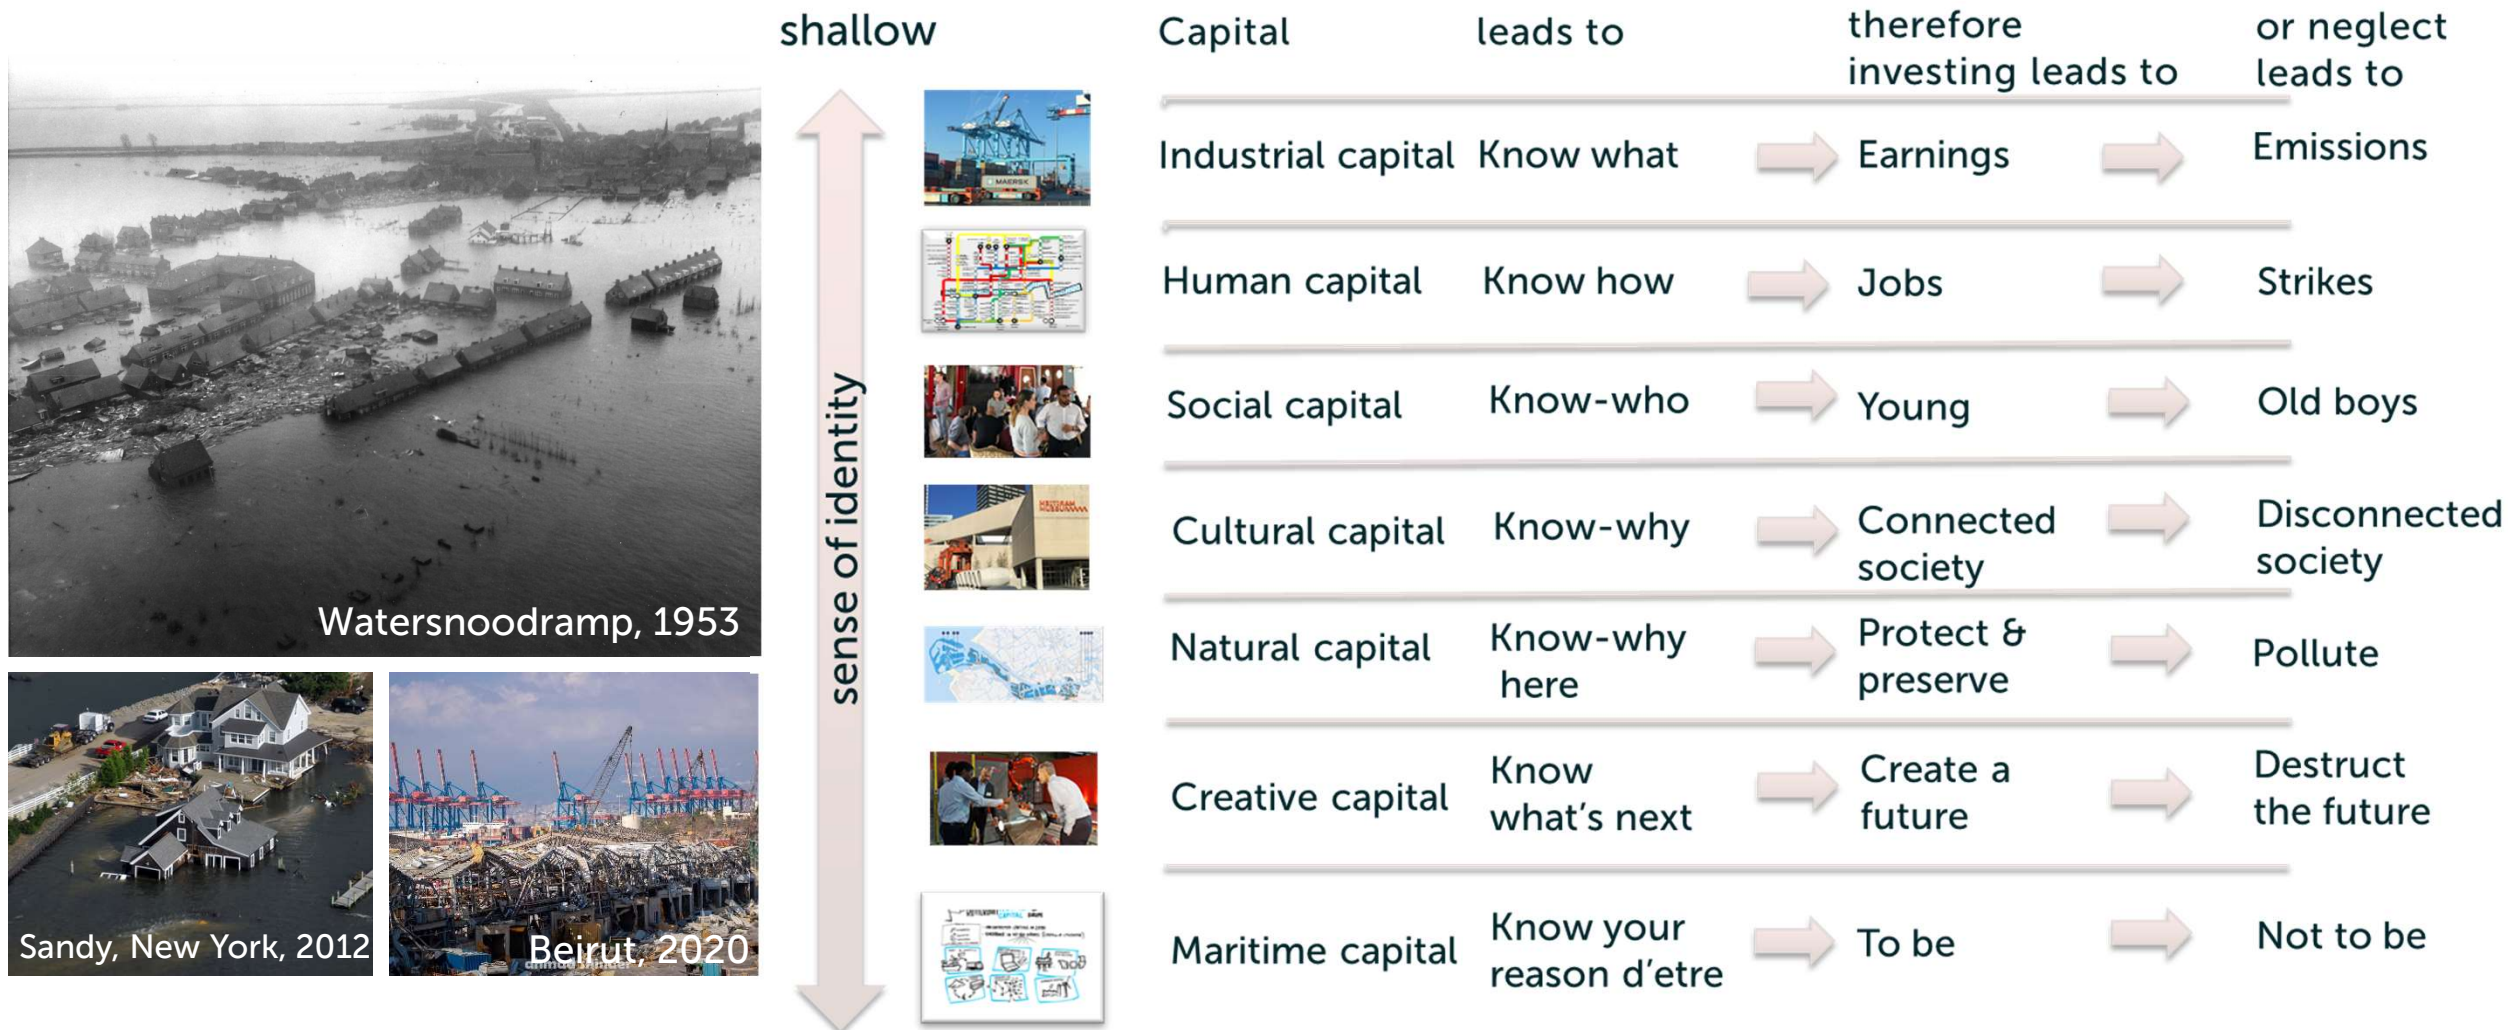 shallow
Capital
leads to
therefore
investing leads to
or neglect
leads to
sense of identity
Industrial capital
Know what
Earnings
Emissions
MAERSK
Human capital
Know how
Jobs
Strikes
Social capital
Know-who
Young
Old boys
Cultural capital
Know-why
Connected
society
Disconnected
society
Natural capital
Know-why
here
Protect &
preserve
Pollute
Creative capital
Know
what's next
Create a
future
Destruct
the future
CAPITAL
Maritime capital
Know your
reason d'etre
To be
Not to be
Watersnoodramp, 1953
Sandy, New York, 2012
Beirut, 2020